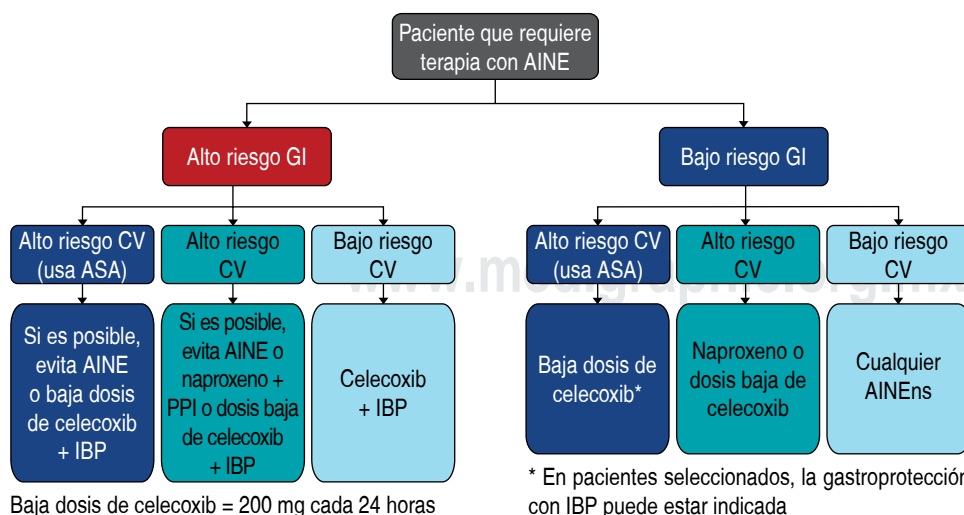 Paciente que requiere
terapia con AINE
Alto riesgo GI
Bajo riesgo GI
Alto riesgo CV
(usa ASA)
Alto riesgo
CV
Bajo riesgo
CV
Alto riesgo CV
(usa ASA)
Alto riesgo
CV
Bajo riesgo
CV
Si es posible,
evita AINE
o baja dosis
de celecoxib
+ IBP
Si es posible,
evita AINE o
naproxeno +
PPI o dosis baja
de celecoxib
+ IBP
Celecoxib
+ IBP
Baja dosis de
celecoxib*
Naproxeno o
dosis baja de
celecoxib
Cualquier
AINEns
Baja dosis de celecoxib = 200 mg cada 24 horas
* En pacientes seleccionados, la gastroprotección
con IBP puede estar indicada